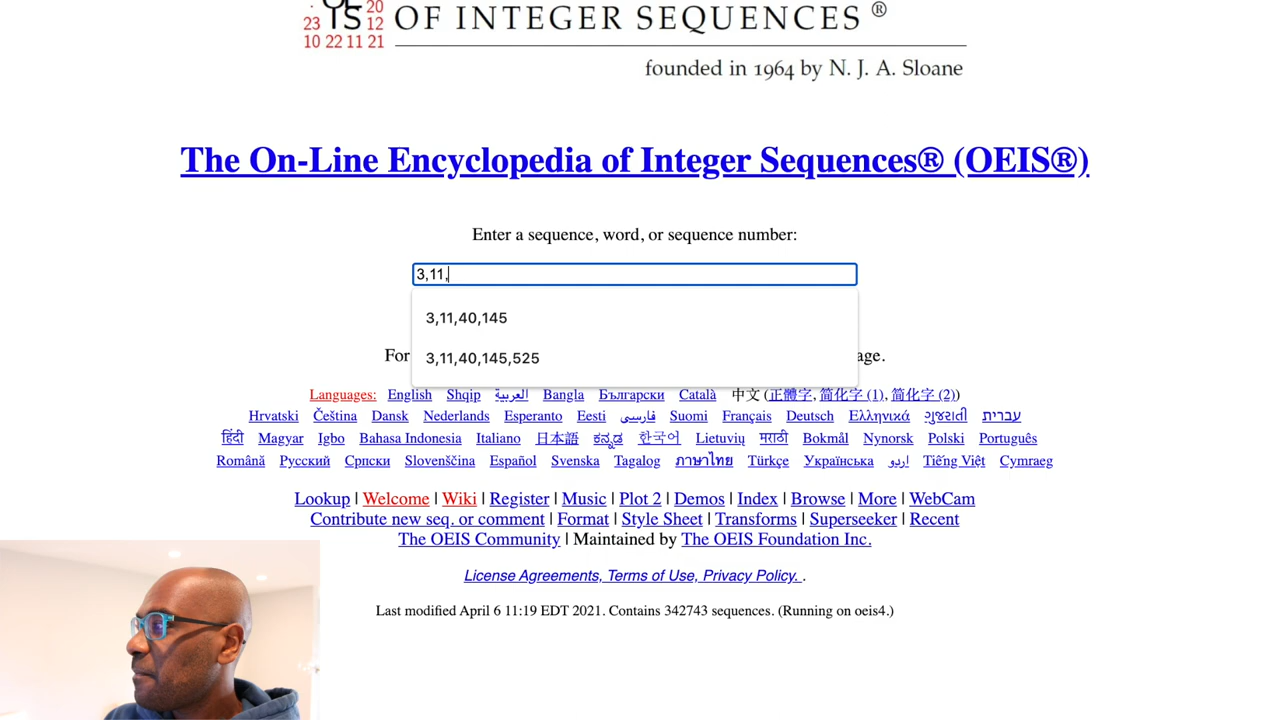 IS
20
23
12
10 22 11 21
OF INTEGER SEQUENCES ®
founded in 1964 by N. J. A. Sloane
The On-Line Encyclopedia of Integer Sequences® (OEIS®)
Enter a sequence, word, or sequence number:
3,11,
3,11,40,145
3,11,40,145,525
For
age.
Languages: English Shqip العربية Bangla Български Català 中文 (正體字, 简化字 (1), 简化字 (2))
Hrvatski Čeština Dansk Nederlands Esperanto Eesti فارسی Suomi Français Deutsch Ελληνικά ગુજરાતી עברית
हिंदी Magyar Igbo Bahasa Indonesia Italiano 日本語 ಕನ್ನಡ 한국어 Lietuvių मराठी Bokmål Nynorsk Polski Português
Română Русский Српски Slovenščina Español Svenska Tagalog ภาษาไทย Türkçe Українська اردو Tiếng Việt Cymraeg
Lookup | Welcome | Wiki | Register | Music | Plot 2 | Demos | Index | Browse | More | WebCam
Contribute new seq. or comment | Format | Style Sheet | Transforms | Superseeker | Recent
The OEIS Community | Maintained by The OEIS Foundation Inc.
License Agreements, Terms of Use, Privacy Policy. .
Last modified April 6 11:19 EDT 2021. Contains 342743 sequences. (Running on oeis4.)